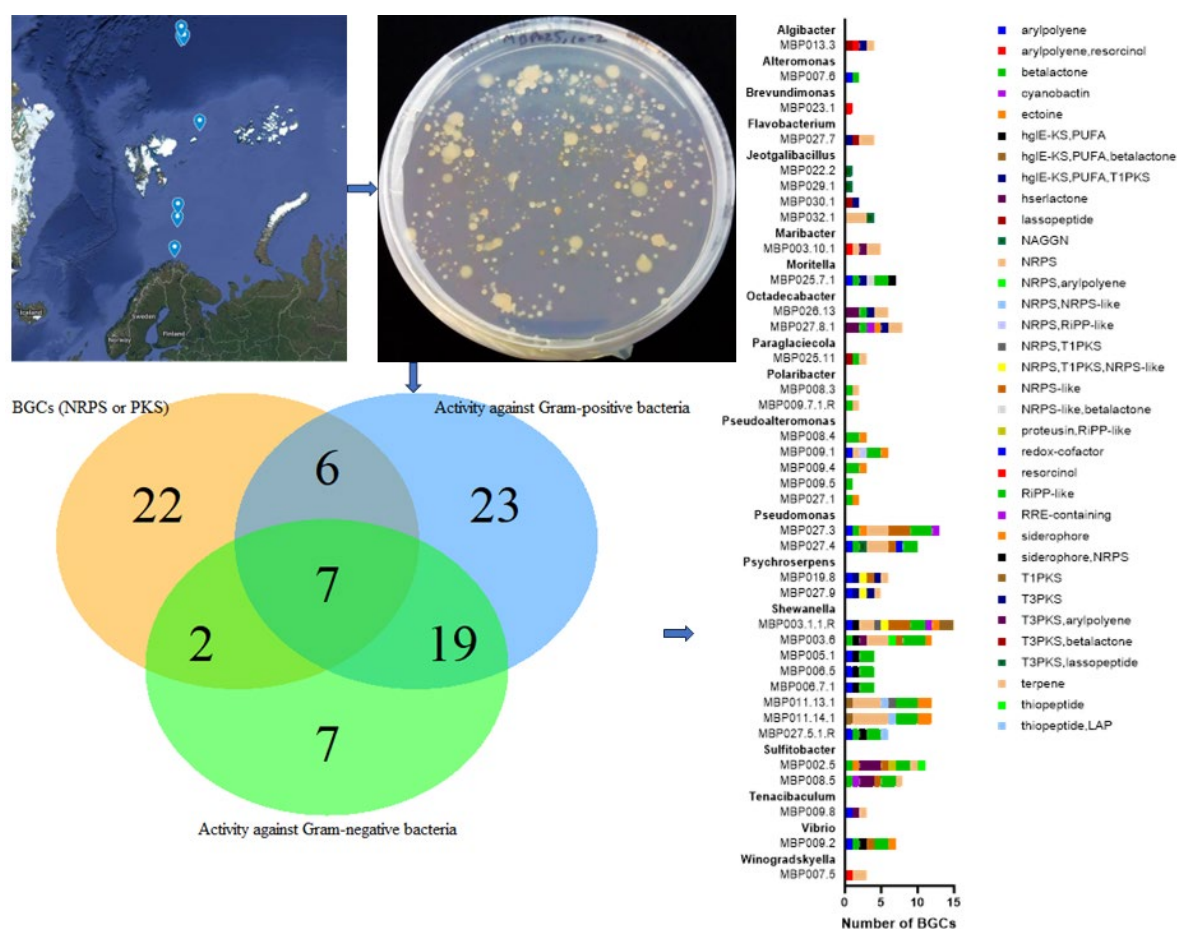 Iceland
Norway
Sweden
Finland
MBP025, 10-2
BGCs (NRPS or PKS)
Activity against Gram-positive bacteria
6
22
23
7
2
19
7
Activity against Gram-negative bacteria
Algibacter
MBP013.3
Alteromonas
MBP007.6
Brevundimonas
MBP023.1
Flavobacterium
MBP027.7
Jeotgalibacillus
MBP022.2
MBP029.1
MBP030.1
MBP032.1
Maribacter
MBP003.10.1
Moritella
MBP025.7.1
Octadecabacter
MBP026.13
MBP027.8.1
Paraglaciecola
MBP025.11
Polaribacter
MBP008.3
MBP009.7.1.R
Pseudoalteromonas
MBP008.4
MBP009.1
MBP009.4
MBP009.5
MBP027.1
Pseudomonas
MBP027.3
MBP027.4
Psychroserpens
MBP019.8
MBP027.9
Shewanella
MBP003.1.1.R
MBP003.6
MBP005.1
MBP006.5
MBP006.7.1
MBP011.13.1
MBP011.14.1
MBP027.5.1.R
Sulfitobacter
MBP002.5
MBP008.5
Tenacibaculum
MBP009.8
Vibrio
MBP009.2
Winogradskyella
MBP007.5
0 5 10 15
Number of BGCs
arylpolyene
arylpolyene,resorcinol
betalactone
cyanobactin
ectoine
hglE-KS,PUFA
hglE-KS,PUFA,betalactone
hglE-KS,PUFA,T1PKS
hserlactone
lassopeptide
NAGGN
NRPS
NRPS,arylpolyene
NRPS,NRPS-like
NRPS,RiPP-like
NRPS,T1PKS
NRPS,T1PKS,NRPS-like
NRPS-like
NRPS-like,betalactone
proteusin,RiPP-like
redox-cofactor
resorcinol
RiPP-like
RRE-containing
siderophore
siderophore,NRPS
T1PKS
T3PKS
T3PKS,arylpolyene
T3PKS,betalactone
T3PKS,lassopeptide
terpene
thiopeptide
thiopeptide,LAP